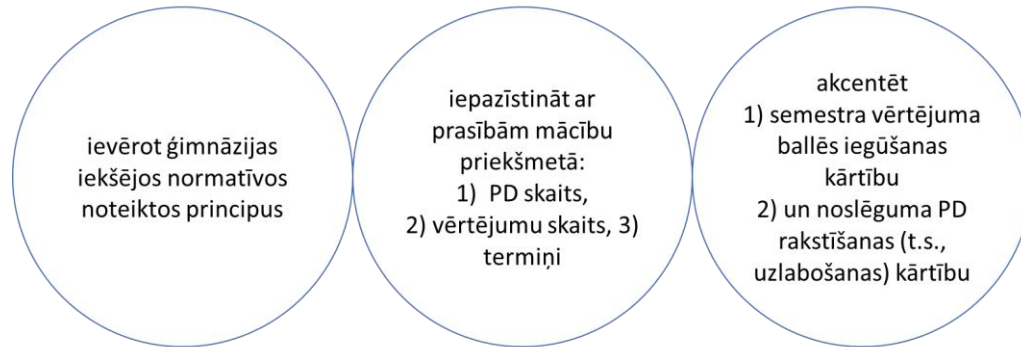 ievērot ģimnāzijas
iekšējos normatīvos
noteiktos principus
iepazīstināt ar
prasībām mācību
priekšmetā:
1) PD skaits,
2) vērtējumu skaits, 3)
termiņi
akcentēt
1) semestra vērtējuma
ballēs iegūšanas
kārtību
2) un noslēguma PD
rakstīšanas (t.s.,
uzlabošanas) kārtību